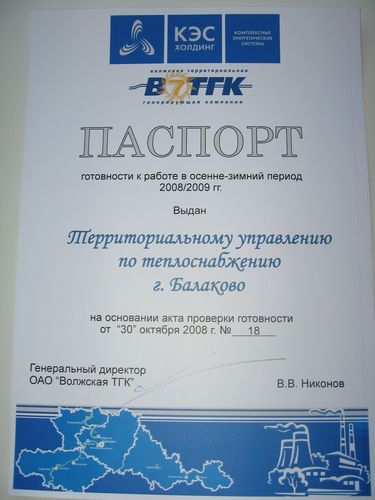 КЭС
ХОЛДИНГ
КОМПЛЕКСНЫЕ
ЭНЕРГЕТИЧЕСКИЕ
СИСТЕМЫ
волжская территориальная
В7ТГК
генерирующая компания
ПАСПОРТ
готовности к работе в осенне-зимний период
2008/2009 гг.
Выдан
Территориальному управлению
по теплоснабжению
г. Балаково
на основании акта проверки готовности
от "30" октября 2008 г. № 18
Генеральный директор
ОАО "Волжская ТГК"
В.В. Никонов